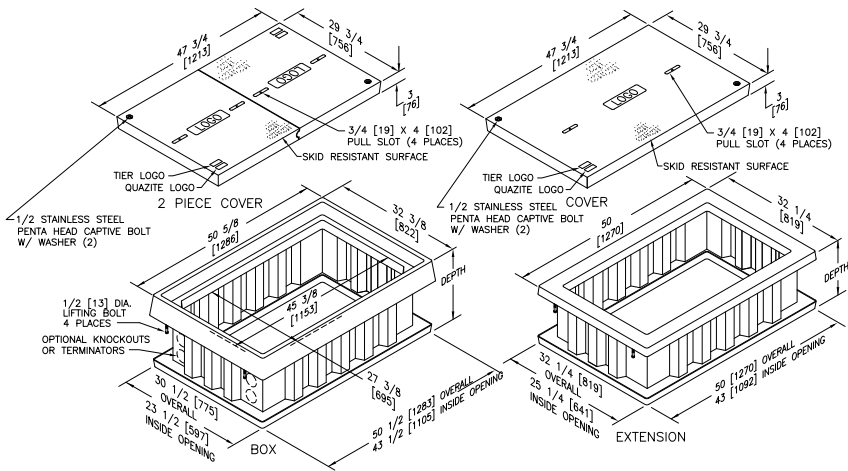 47 3/4
[1213]
29 3/4
[756]
3
[76]
LOGO
LOGO
3/4 [19] X 4 [102]
PULL SLOT (4 PLACES)
SKID RESISTANT SURFACE
TIER LOGO
QUAZITE LOGO
2 PIECE COVER
1/2 STAINLESS STEEL
PENTA HEAD CAPTIVE BOLT
W/ WASHER (2)
47 3/4
[1213]
29 3/4
[756]
3
[76]
LOGO
3/4 [19] X 4 [102]
PULL SLOT (4 PLACES)
SKID RESISTANT SURFACE
TIER LOGO
QUAZITE LOGO
COVER
1/2 STAINLESS STEEL
PENTA HEAD CAPTIVE BOLT
W/ WASHER (2)
50 5/8
[1286]
32 3/8
[822]
DEPTH
45 3/8
[1153]
1/2 [13] DIA.
LIFTING BOLT
4 PLACES
OPTIONAL KNOCKOUTS
OR TERMINATORS
27 3/8
[695]
30 1/2 [775]
OVERALL
23 1/2 [597]
INSIDE OPENING
50 1/2 [1283] OVERALL
43 1/2 [1105] INSIDE OPENING
BOX
50
[1270]
32 1/4
[819]
DEPTH
32 1/4 [819]
OVERALL
25 1/4 [641]
INSIDE OPENING
50 [1270] OVERALL
43 [1092] INSIDE OPENING
EXTENSION